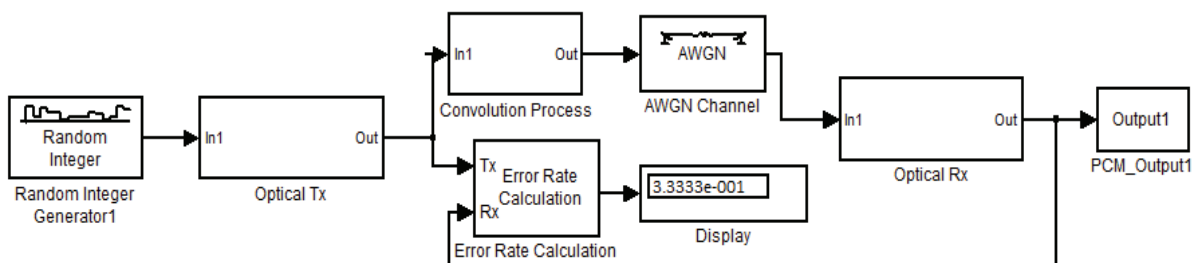 Random
Integer
Random Integer
Generator1
In1
Out
Optical Tx
In1
Out
Convolution Process
AWGN
AWGN Channel
Tx
Rx
Error Rate
Calculation
Error Rate Calculation
3.3333e-001
Display
In1
Out
Optical Rx
Output1
PCM_Output1